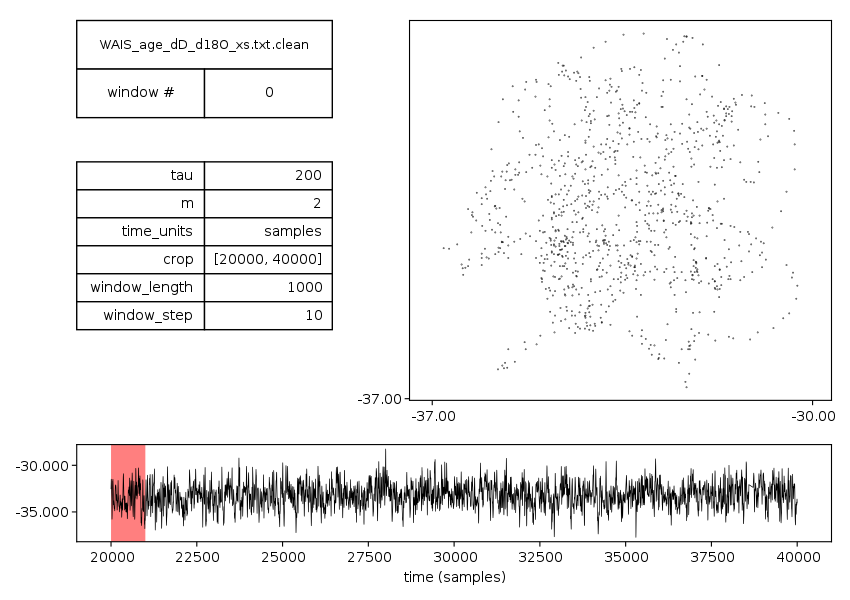 WAIS_age_dD_d18O_xs.txt.clean
window # 0
tau 200
m 2
time_units samples
crop [20000, 40000]
window_length 1000
window_step 10
-37.00
-37.00 -30.00
-30.000
-35.000
20000 22500 25000 27500 30000 32500 35000 37500 40000
time (samples)